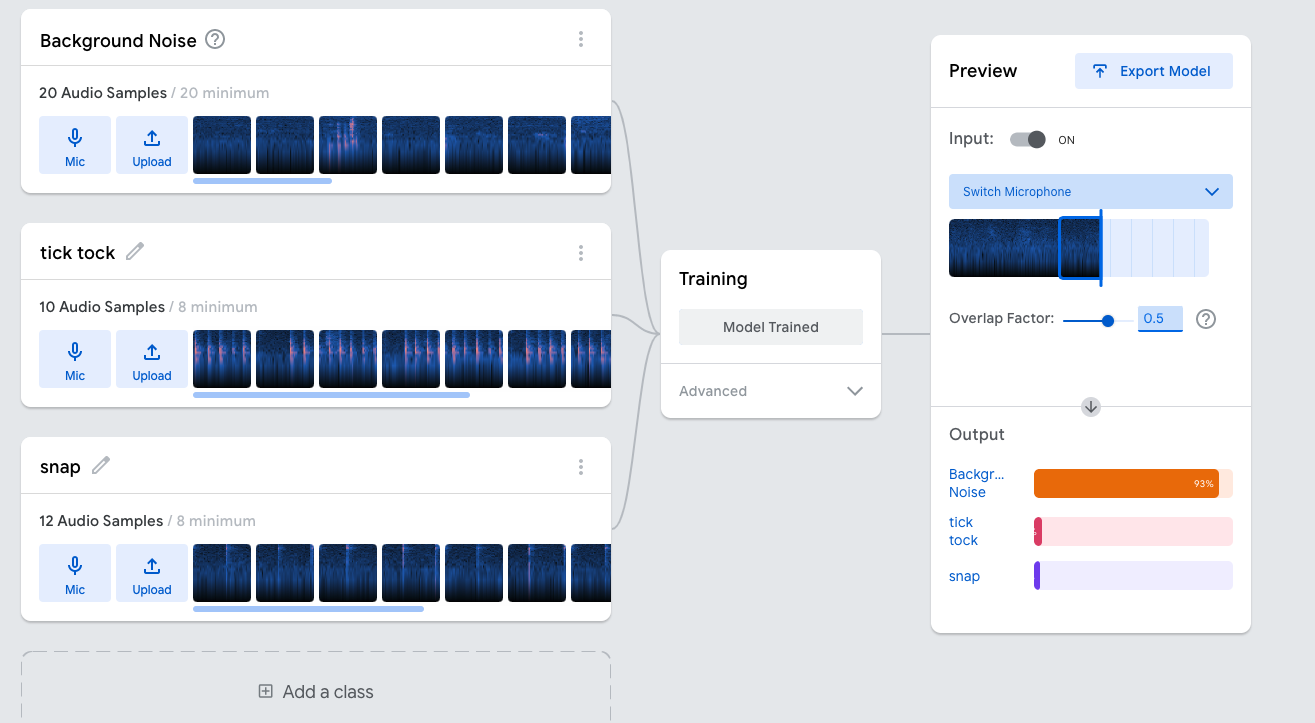 Background Noise
20 Audio Samples / 20 minimum
Mic
Upload
tick tock
10 Audio Samples / 8 minimum
Mic
Upload
snap
12 Audio Samples / 8 minimum
Mic
Upload
Add a class
Training
Model Trained
Advanced
Preview
Export Model
Input:
ON
Switch Microphone
Overlap Factor:
0.5
Output
Backgr...
Noise
93%
tick
tock
snap